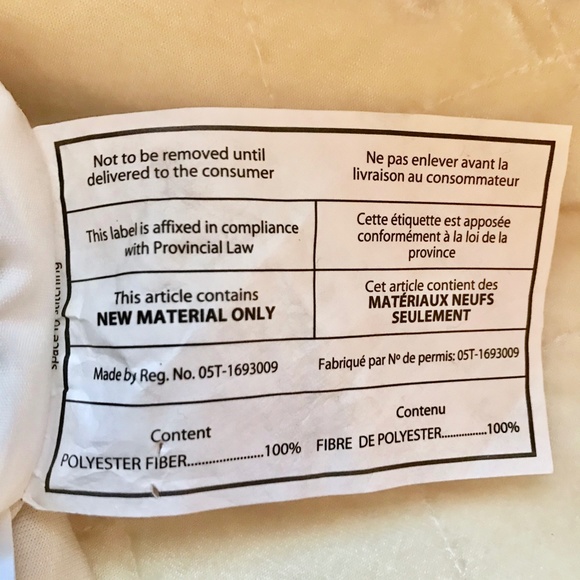 Not to be removed until
delivered to the consumer
Ne pas enlever avant la
livraison au consommateur
This label is affixed in compliance
with Provincial Law
Cette étiquette est apposée
conformément à la loi de la
province
This article contains
NEW MATERIAL ONLY
Cet article contient des
MATÉRIAUX NEUFS
SEULEMENT
Made by Reg. No. 05T-1693009
Fabriqué par Nº de permis: 05T-1693009
Content
POLYESTER FIBER........................100%
Contenu
FIBRE DE POLYESTER..............100%
space